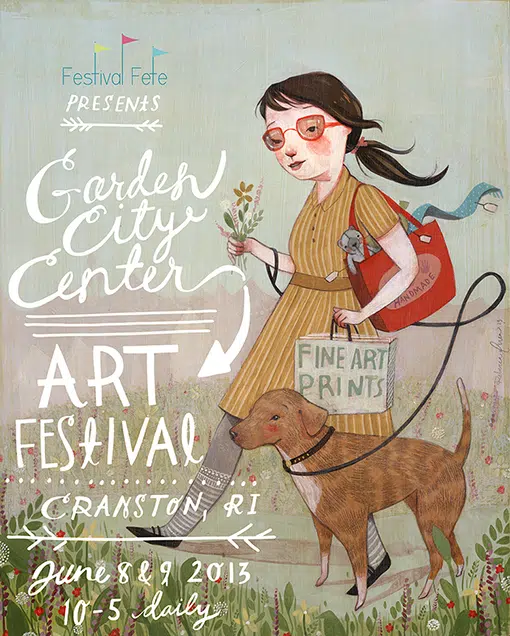 Festival Fete
PRESENTS
Garden
City
Center
ART
FESTIVAL
CRANSTON, RI
June 8 & 9 2013
10-5 daily
HANDMADE
FINE ART
PRINTS